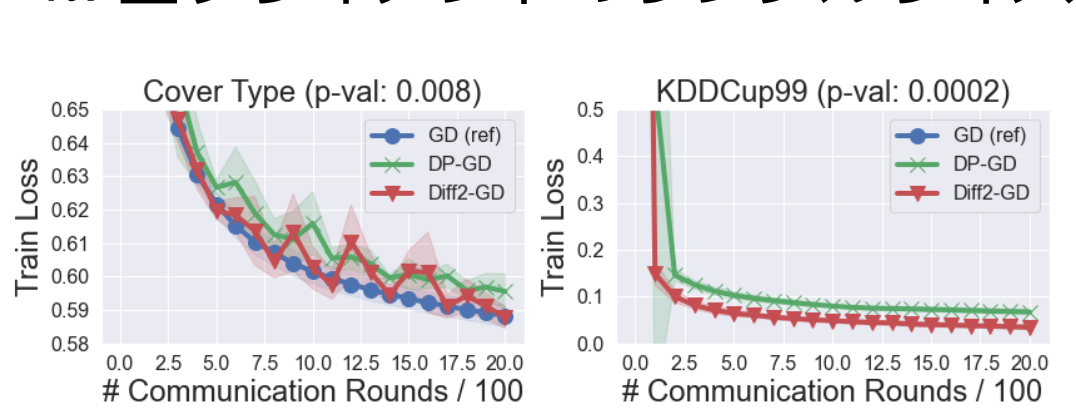 Cover Type (p-val: 0.008)
Train Loss
0.65
0.64
0.63
0.62
0.61
0.60
0.59
0.58
GD (ref)
DP-GD
Diff2-GD
0.0 2.5 5.0 7.5 10.0 12.5 15.0 17.5 20.0
# Communication Rounds / 100
KDDCup99 (p-val: 0.0002)
Train Loss
0.5
0.4
0.3
0.2
0.1
0.0
GD (ref)
DP-GD
Diff2-GD
0.0 2.5 5.0 7.5 10.0 12.5 15.0 17.5 20.0
# Communication Rounds / 100